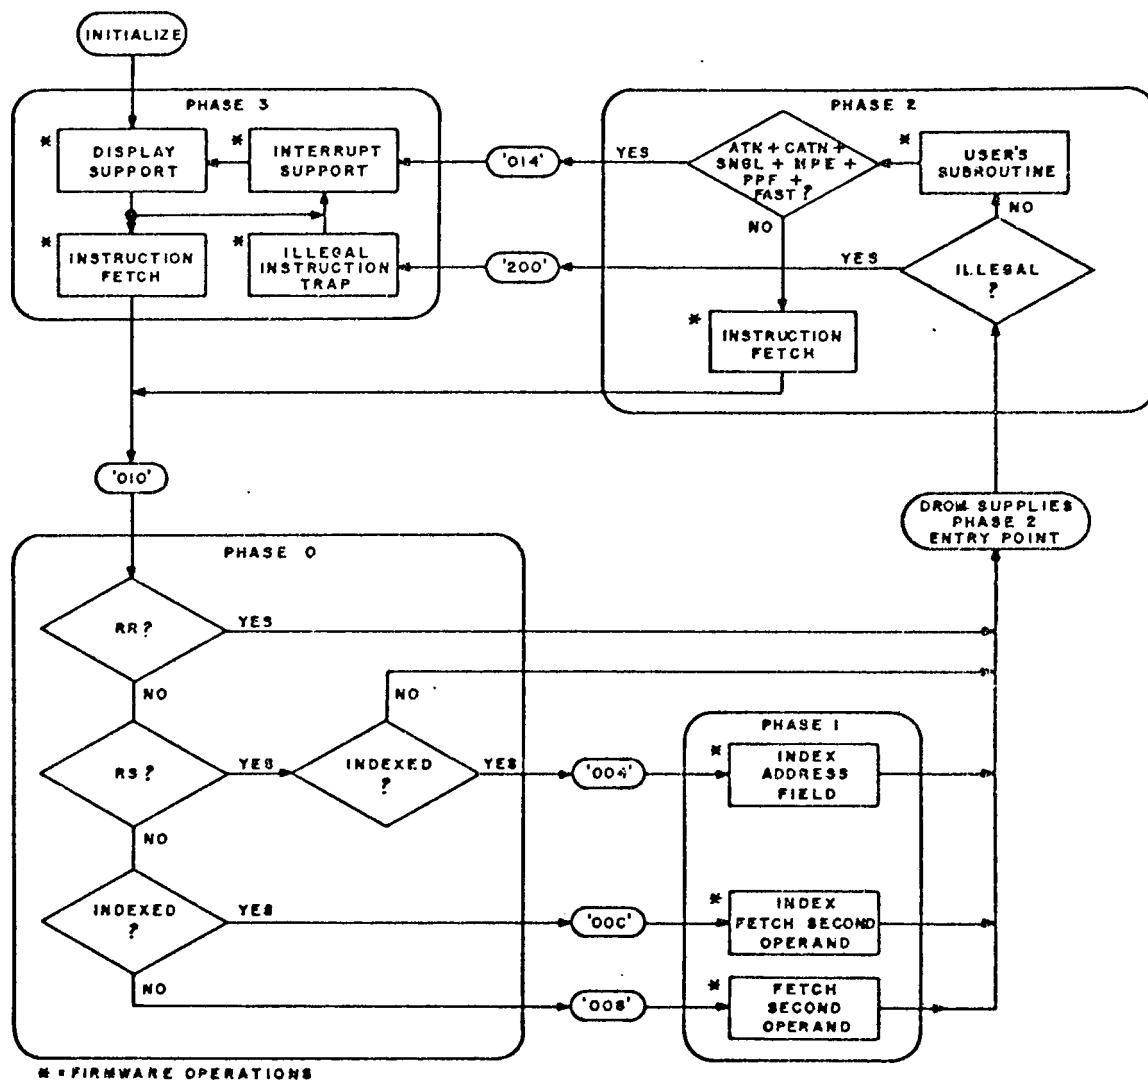 INITIALIZE
PHASE 3
* DISPLAY
SUPPORT
* INTERRUPT
SUPPORT
* INSTRUCTION
FETCH
* ILLEGAL
INSTRUCTION
TRAP
'014'
'200'
PHASE 2
ATN + CATN +
SNGL + MPE +
PPF +
FAST ?
YES
NO
* USER'S
SUBROUTINE
NO
YES
ILLEGAL
?
* INSTRUCTION
FETCH
'010'
DROM SUPPLIES
PHASE 2
ENTRY POINT
PHASE 0
RR ?
YES
NO
RS ?
YES
NO
INDEXED
?
NO
YES
'004'
INDEXED
?
YES
NO
'00C'
'008'
PHASE 1
* INDEX
ADDRESS
FIELD
* INDEX
FETCH SECOND
OPERAND
* FETCH
SECOND
OPERAND
* = FIRMWARE OPERATIONS